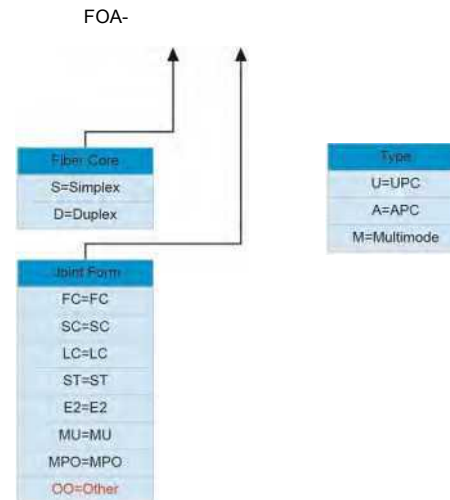 FOA-
Fiber Core
S=Simplex
D=Duplex
Type
U=UPC
A=APC
M=Multimode
Joint Form
FC=FC
SC=SC
LC=LC
ST=ST
E2=E2
MU=MU
MPO=MPO
OO=Other